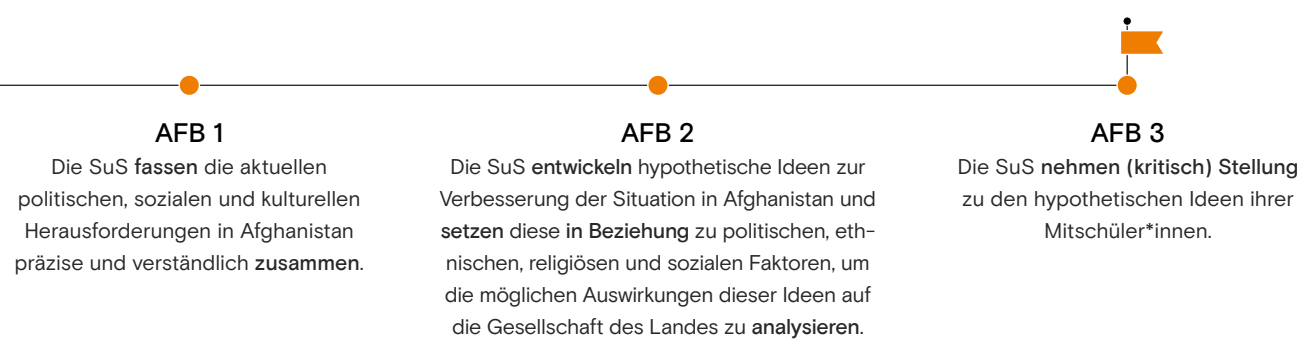 AFB 1
Die SuS fassen die aktuellen
politischen, sozialen und kulturellen
Herausforderungen in Afghanistan
präzise und verständlich zusammen.
AFB 2
Die SuS entwickeln hypothetische Ideen zur
Verbesserung der Situation in Afghanistan und
setzen diese in Beziehung zu politischen, eth-
nischen, religiösen und sozialen Faktoren, um
die möglichen Auswirkungen dieser Ideen auf
die Gesellschaft des Landes zu analysieren.
AFB 3
Die SuS nehmen (kritisch) Stellung
zu den hypothetischen Ideen ihrer
Mitschüler*innen.